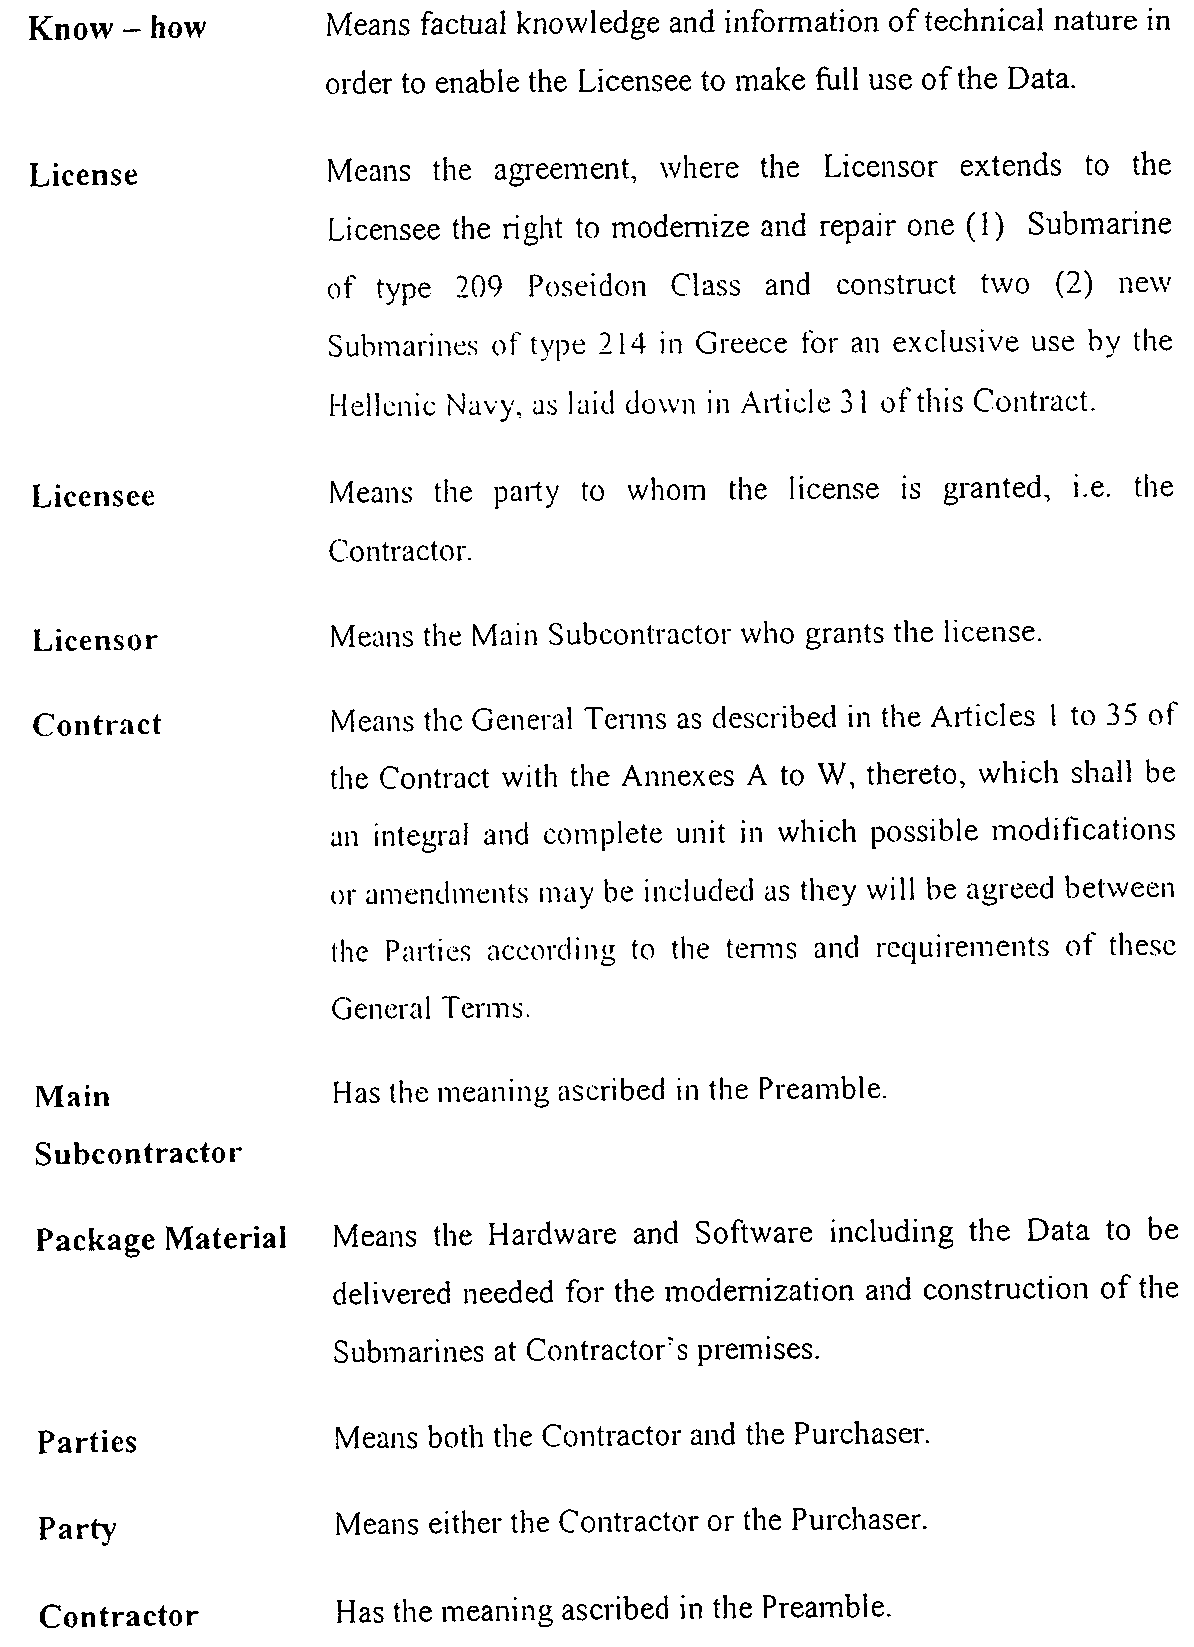 Know – how Means factual knowledge and information of technical nature in
order to enable the Licensee to make full use of the Data.
License Means the agreement, where the Licensor extends to the
Licensee the right to modernize and repair one (1) Submarine
of type 209 Poseidon Class and construct two (2) new
Submarines of type 214 in Greece for an exclusive use by the
Hellenic Navy, as laid down in Article 31 of this Contract.
Licensee Means the party to whom the license is granted, i.e. the
Contractor.
Licensor Means the Main Subcontractor who grants the license.
Contract Means the General Terms as described in the Articles 1 to 35 of
the Contract with the Annexes A to W, thereto, which shall be
an integral and complete unit in which possible modifications
or amendments may be included as they will be agreed between
the Parties according to the terms and requirements of these
General Terms.
Main Has the meaning ascribed in the Preamble.
Subcontractor
Package Material Means the Hardware and Software including the Data to be
delivered needed for the modernization and construction of the
Submarines at Contractor's premises.
Parties Means both the Contractor and the Purchaser.
Party Means either the Contractor or the Purchaser.
Contractor Has the meaning ascribed in the Preamble.